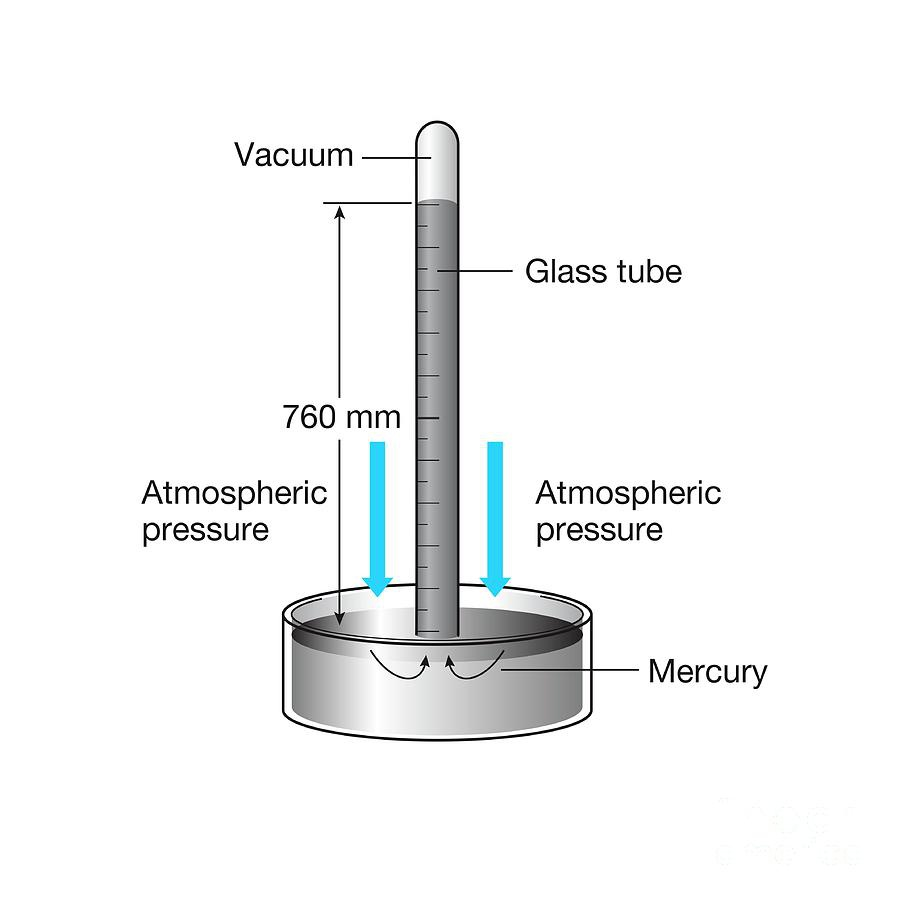 Vacuum
Glass tube
760 mm
Atmospheric
pressure
Atmospheric
pressure
Mercury